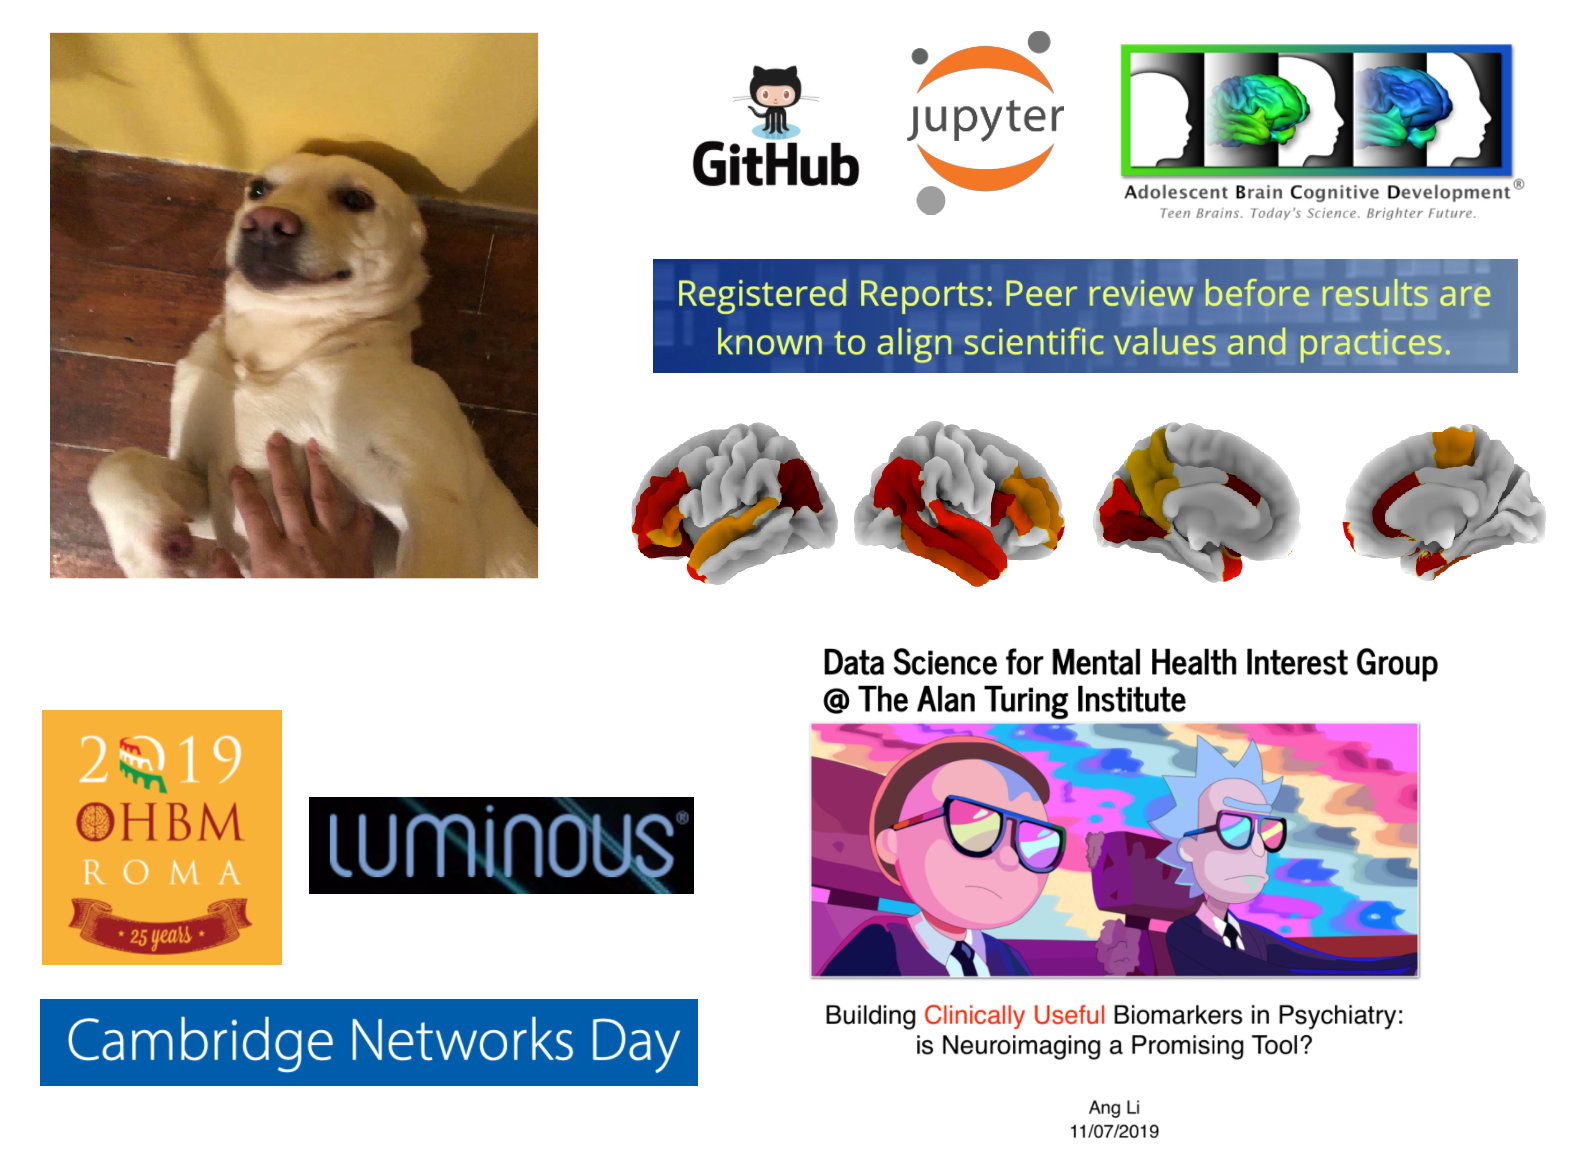 GitHub
jupyter
Adolescent Brain Cognitive Development®
Teen Brains. Today's Science. Brighter Future.
Registered Reports: Peer review before results are
known to align scientific values and practices.
Data Science for Mental Health Interest Group
@ The Alan Turing Institute
2019
OHBM
ROMA
25 years
LUMINOUS®
Cambridge Networks Day
Building Clinically Useful Biomarkers in Psychiatry:
is Neuroimaging a Promising Tool?
Ang Li
11/07/2019